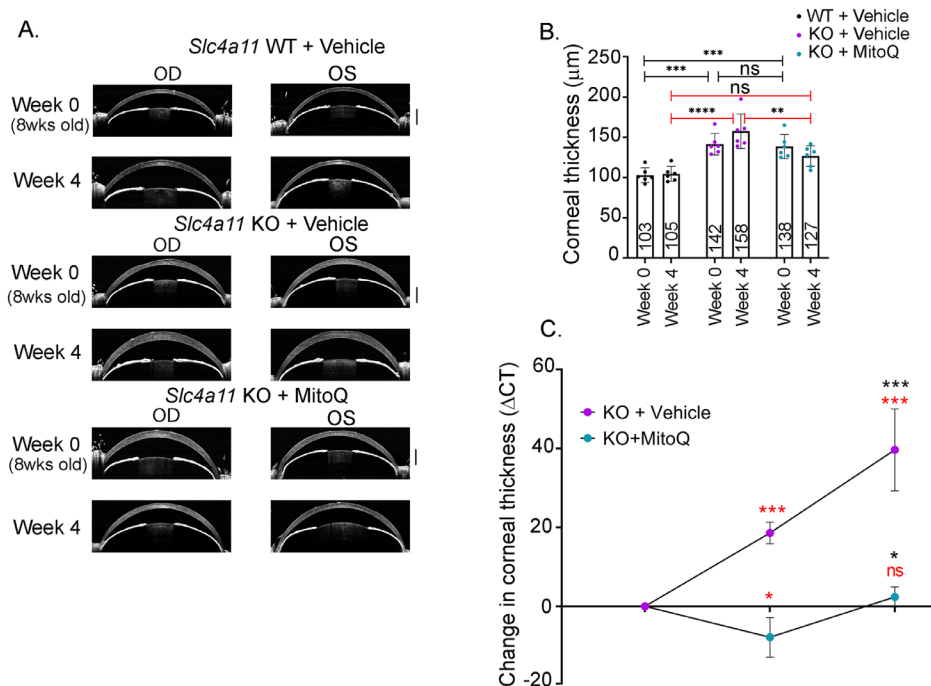 A.
Slc4a11 WT + Vehicle
OD OS
Week 0
(8wks old)
Week 4
Slc4a11 KO + Vehicle
OD OS
Week 0
(8wks old)
Week 4
Slc4a11 KO + MitoQ
OD OS
Week 0
(8wks old)
Week 4
B.
WT + Vehicle
KO + Vehicle
KO + MitoQ
Corneal thickness (μm)
250
200
150
100
50
0
***
*** ns
ns
**** **
103 105 142 158 138 127
Week 0 Week 4 Week 0 Week 4 Week 0 Week 4
C.
Change in corneal thickness (ΔCT)
60
40
20
0
-20
KO + Vehicle
KO+MitoQ
***
***
***
*
ns
*